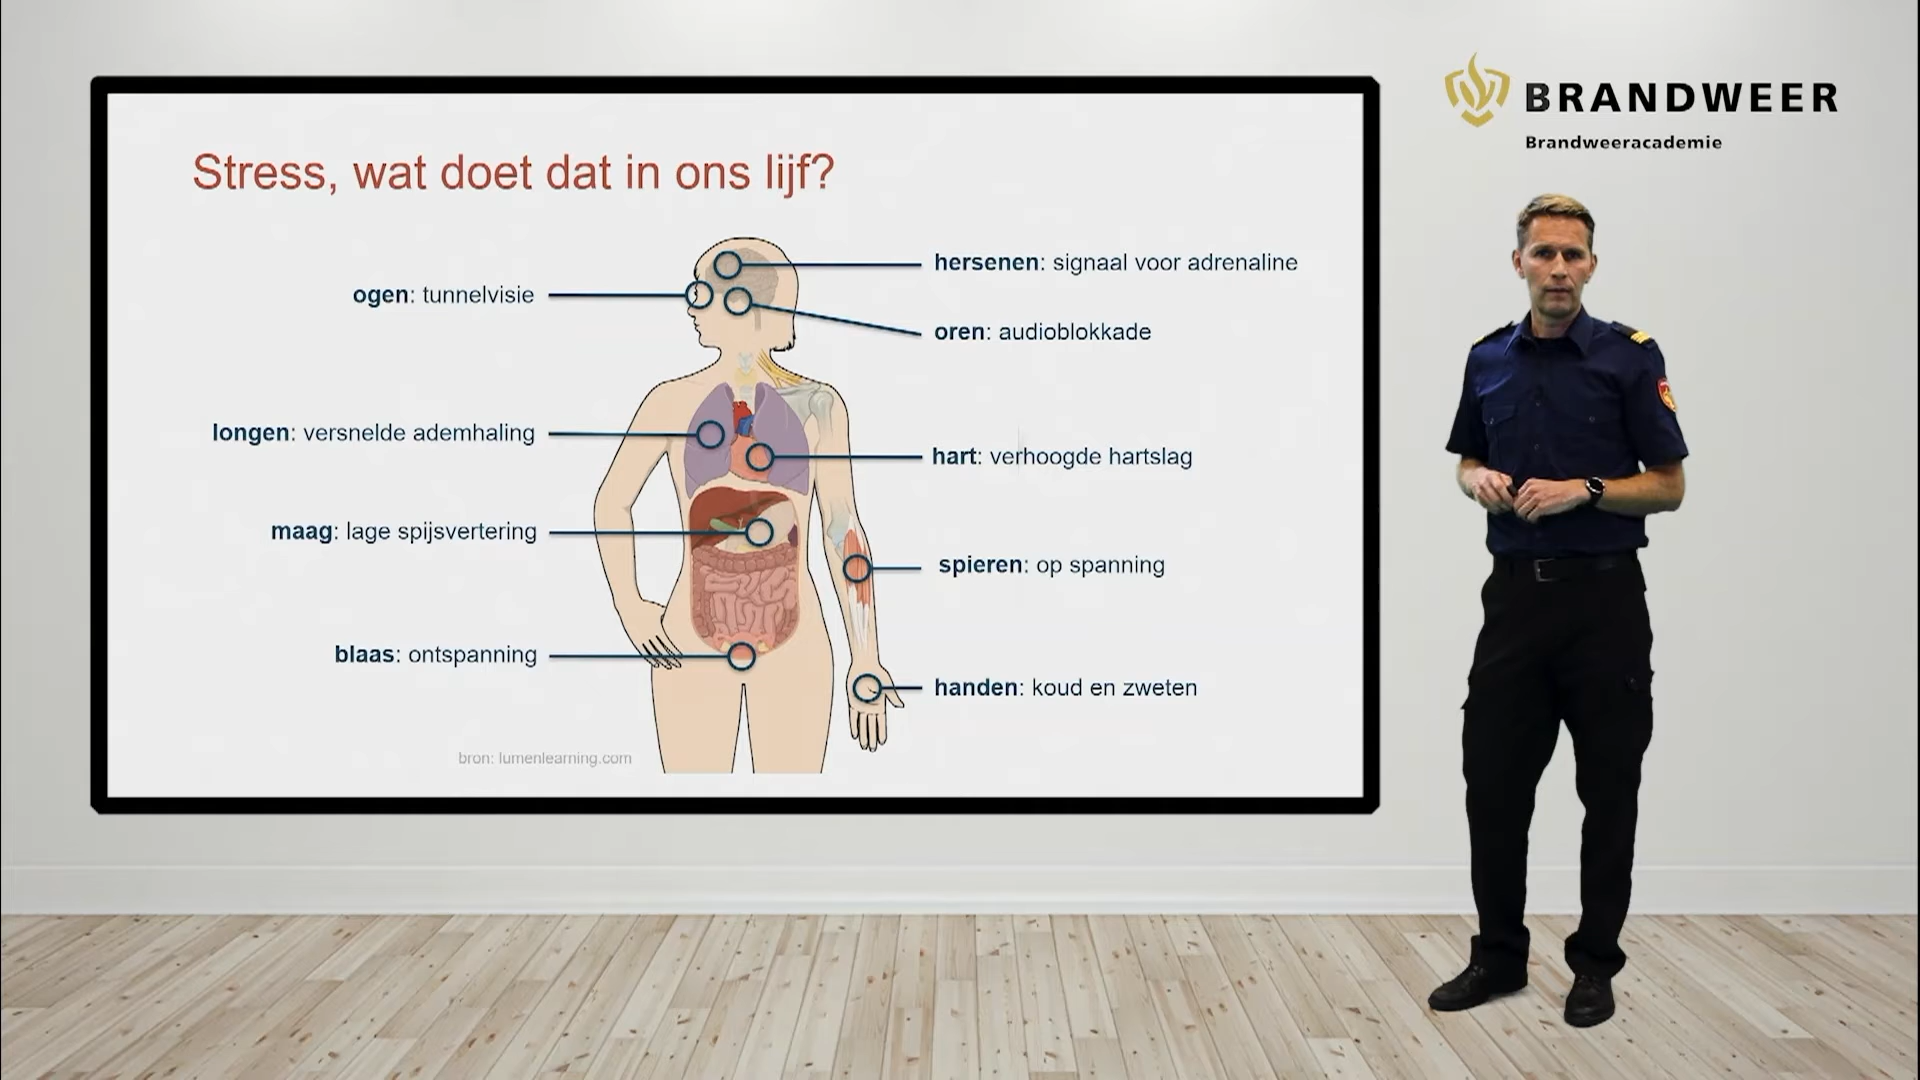 BRANDWEER
Brandweeracademie
Stress, wat doet dat in ons lijf?
hersenen: signaal voor adrenaline
ogen: tunnelvisie
oren: audioblokkade
longen: versnelde ademhaling
hart: verhoogde hartslag
maag: lage spijsvertering
spieren: op spanning
blaas: ontspanning
handen: koud en zweten
bron: lumenlearning.com